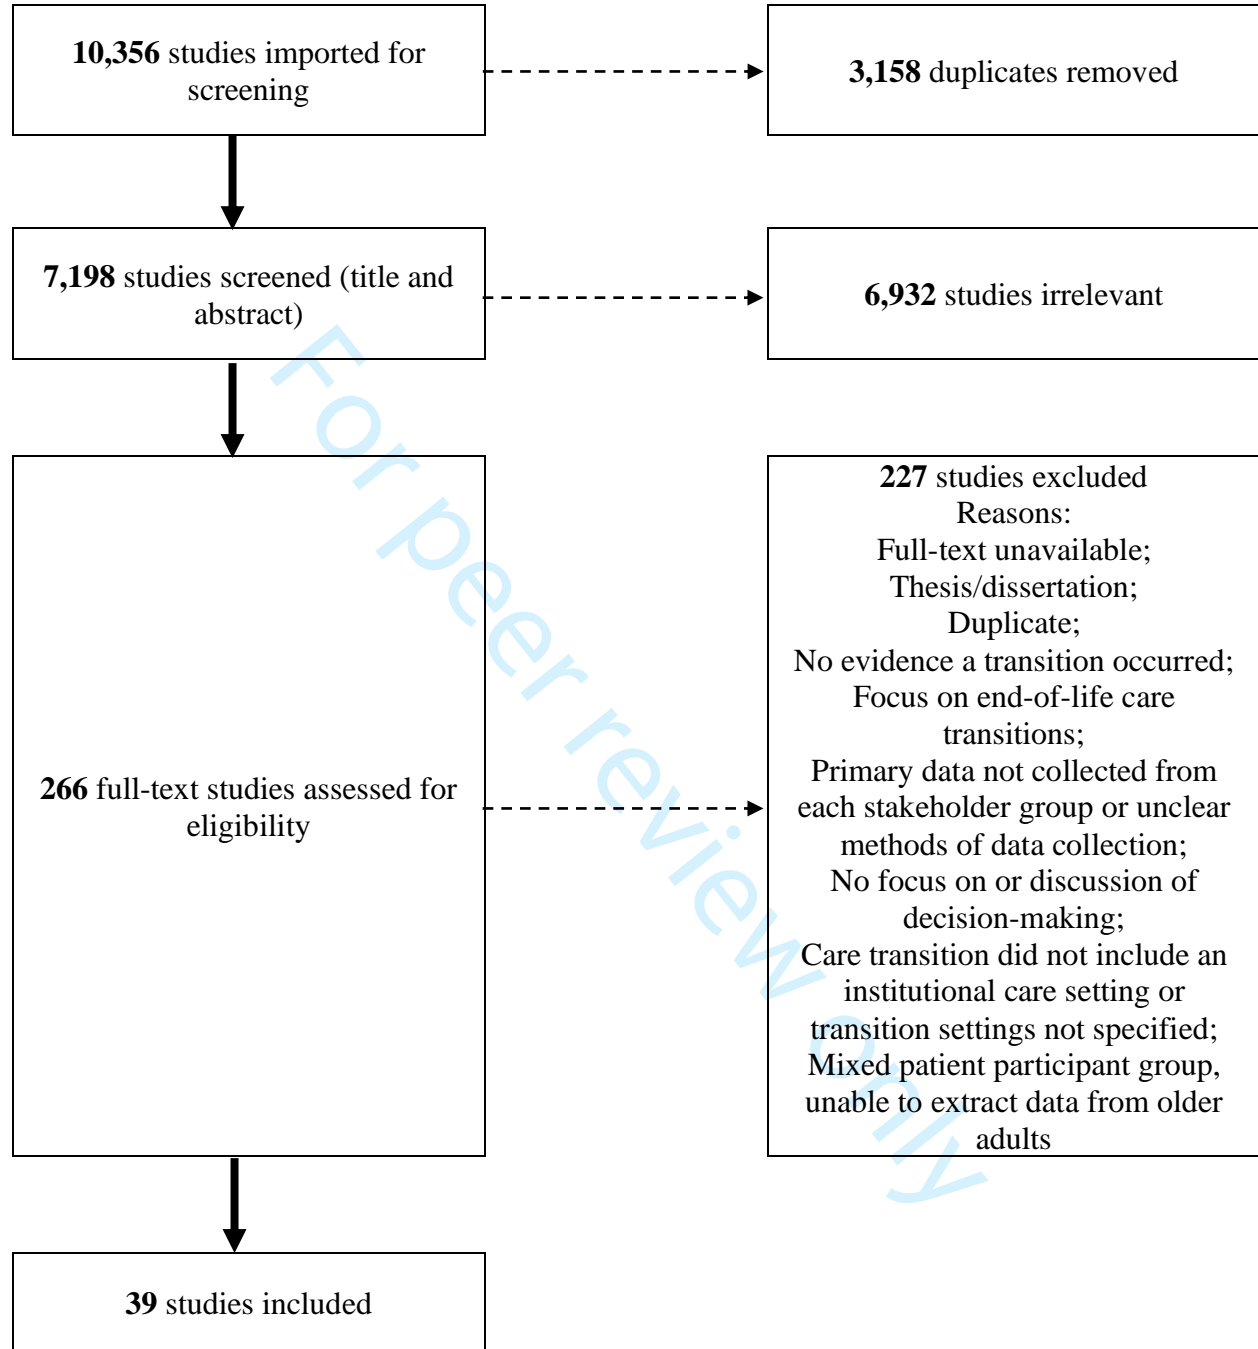 10,356 studies imported for
screening
3,158 duplicates removed
7,198 studies screened (title and
abstract)
6,932 studies irrelevant
266 full-text studies assessed for
eligibility
227 studies excluded
Reasons:
Full-text unavailable;
Thesis/dissertation;
Duplicate;
No evidence a transition occurred;
Focus on end-of-life care
transitions;
Primary data not collected from
each stakeholder group or unclear
methods of data collection;
No focus on or discussion of
decision-making;
Care transition did not include an
institutional care setting or
transition settings not specified;
Mixed patient participant group,
unable to extract data from older
adults
39 studies included
For peer review only